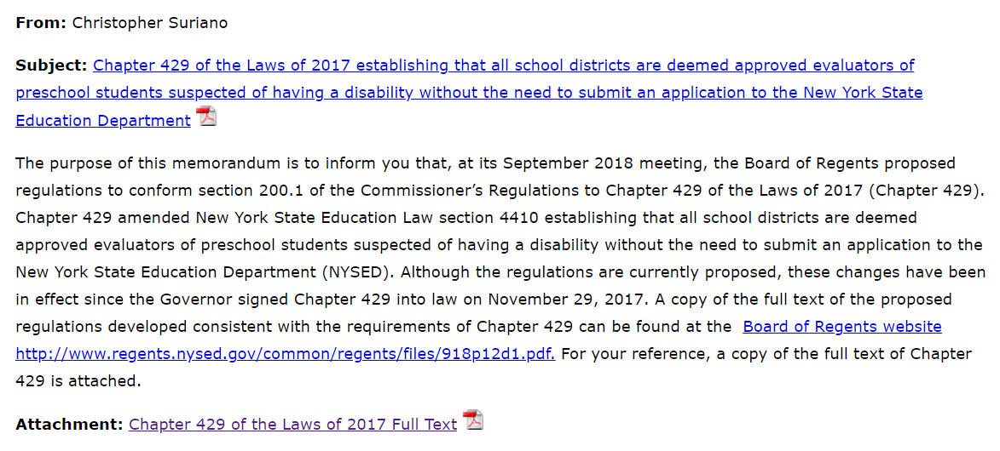 From: Christopher Suriano
Subject: Chapter 429 of the Laws of 2017 establishing that all school districts are deemed approved evaluators of
preschool students suspected of having a disability without the need to submit an application to the New York State
Education Department
The purpose of this memorandum is to inform you that, at its September 2018 meeting, the Board of Regents proposed
regulations to conform section 200.1 of the Commissioner’s Regulations to Chapter 429 of the Laws of 2017 (Chapter 429).
Chapter 429 amended New York State Education Law section 4410 establishing that all school districts are deemed
approved evaluators of preschool students suspected of having a disability without the need to submit an application to the
New York State Education Department (NYSED). Although the regulations are currently proposed, these changes have been
in effect since the Governor signed Chapter 429 into law on November 29, 2017. A copy of the full text of the proposed
regulations developed consistent with the requirements of Chapter 429 can be found at the  Board of Regents website
http://www.regents.nysed.gov/common/regents/files/918p12d1.pdf. For your reference, a copy of the full text of Chapter
429 is attached.
Attachment: Chapter 429 of the Laws of 2017 Full Text